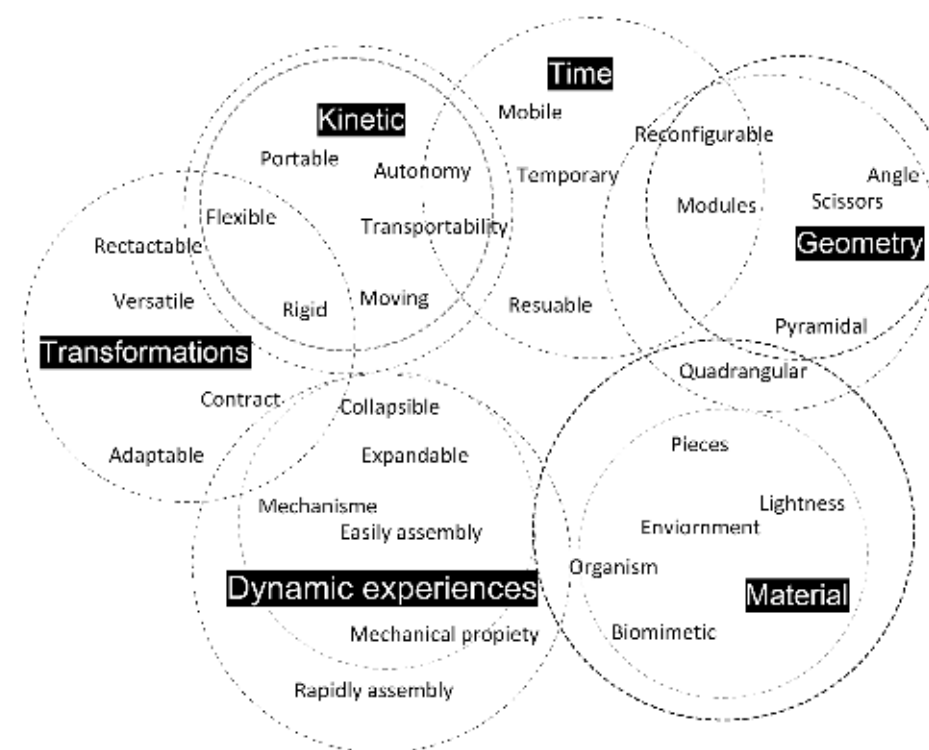 Time
Kinetic
Mobile
Reconfigurable
Portable
Autonomy
Temporary
Angle
Scissors
Modules
Flexible
Transportability
Rectactable
Geometry
Versatile
Rigid
Moving
Resuable
Pyramidal
Transformations
Quadrangular
Contract
Collapsible
Adaptable
Expandable
Pieces
Mechanisme
Lightness
Enviornment
Easily assembly
Organism
Dynamic experiences
Material
Mechanical propiety
Biomimetic
Rapidly assembly